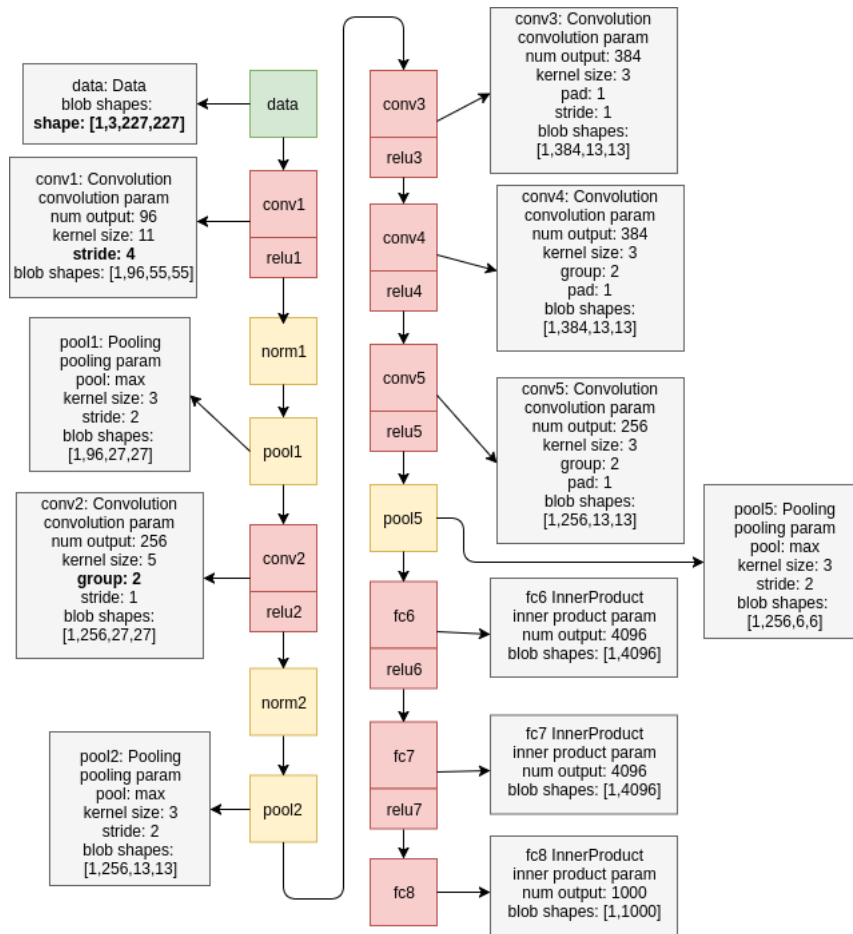 data: Data
blob shapes:
shape: [1,3,227,227]
data
conv1: Convolution
convolution param
num output: 96
kernel size: 11
stride: 4
blob shapes: [1,96,55,55]
conv1
relu1
norm1
pool1: Pooling
pooling param
pool: max
kernel size: 3
stride: 2
blob shapes:
[1,96,27,27]
pool1
conv2: Convolution
convolution param
num output: 256
kernel size: 5
group: 2
stride: 1
blob shapes:
[1,256,27,27]
conv2
relu2
norm2
pool2: Pooling
pooling param
pool: max
kernel size: 3
stride: 2
blob shapes:
[1,256,13,13]
pool2
conv3
relu3
conv3: Convolution
convolution param
num output: 384
kernel size: 3
pad: 1
stride: 1
blob shapes:
[1,384,13,13]
conv4
relu4
conv4: Convolution
convolution param
num output: 384
kernel size: 3
group: 2
pad: 1
blob shapes:
[1,384,13,13]
conv5
relu5
conv5: Convolution
convolution param
num output: 256
kernel size: 3
group: 2
pad: 1
blob shapes:
[1,256,13,13]
pool5
pool5: Pooling
pooling param
pool: max
kernel size: 3
stride: 2
blob shapes:
[1,256,6,6]
fc6
relu6
fc6 InnerProduct
inner product param
num output: 4096
blob shapes: [1,4096]
fc7
relu7
fc7 InnerProduct
inner product param
num output: 4096
blob shapes: [1,4096]
fc8
fc8 InnerProduct
inner product param
num output: 1000
blob shapes: [1,1000]